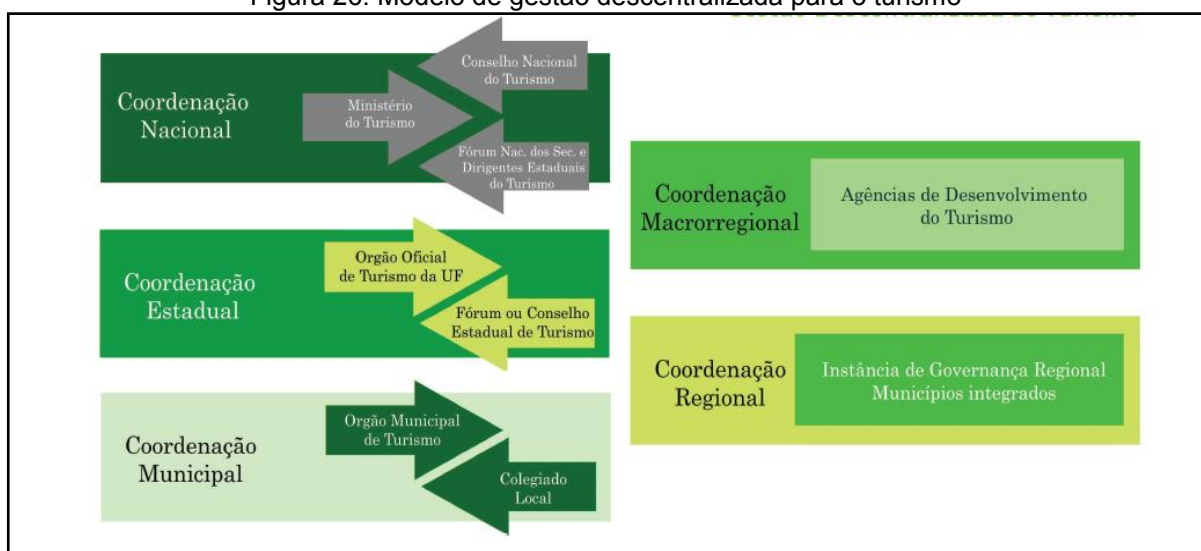 Figura 20: Modelo de gestão descentralizada para o turismo
Coordenação
Nacional
Conselho Nacional
do Turismo
Ministério
do Turismo
Fórum Nac. dos Sec. e
Dirigentes Estaduais
do Turismo
Coordenação
Estadual
Orgão Oficial
de Turismo da UF
Fórum ou Conselho
Estadual de Turismo
Coordenação
Municipal
Orgão Municipal
de Turismo
Colegiado
Local
Coordenação
Macrorregional
Agências de Desenvolvimento
do Turismo
Coordenação
Regional
Instância de Governança Regional
Municípios integrados